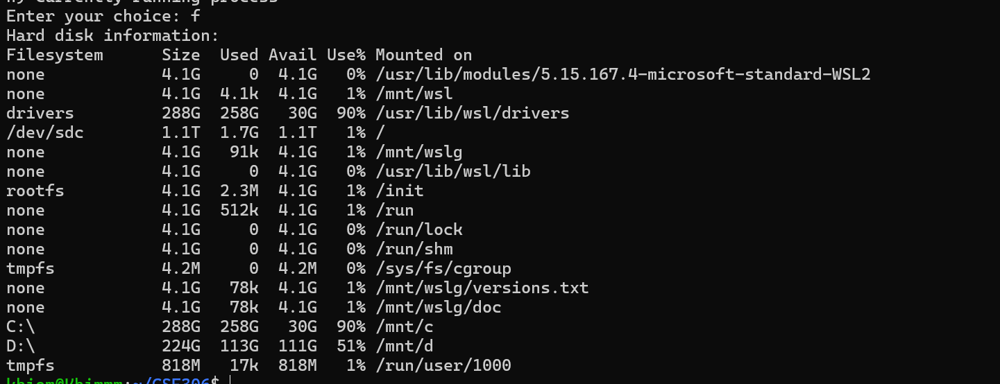 Enter your choice: f
Hard disk information:
Filesystem      Size  Used Avail Use% Mounted on
none            4.1G     0  4.1G   0% /usr/lib/modules/5.15.167.4-microsoft-standard-WSL2
none            4.1G  4.1k  4.1G   1% /mnt/wsl
drivers         288G  258G   30G  90% /usr/lib/wsl/drivers
/dev/sdc        1.1T  1.7G  1.1T   1% /
none            4.1G   91k  4.1G   1% /mnt/wslg
none            4.1G     0  4.1G   0% /usr/lib/wsl/lib
rootfs          4.1G  2.3M  4.1G   1% /init
none            4.1G  512k  4.1G   1% /run
none            4.1G     0  4.1G   0% /run/lock
none            4.1G     0  4.1G   0% /run/shm
tmpfs           4.2M     0  4.2M   0% /sys/fs/cgroup
none            4.1G   78k  4.1G   1% /mnt/wslg/versions.txt
none            4.1G   78k  4.1G   1% /mnt/wslg/doc
C:\             288G  258G   30G  90% /mnt/c
D:\             224G  113G  111G  51% /mnt/d
tmpfs           818M   17k  818M   1% /run/user/1000